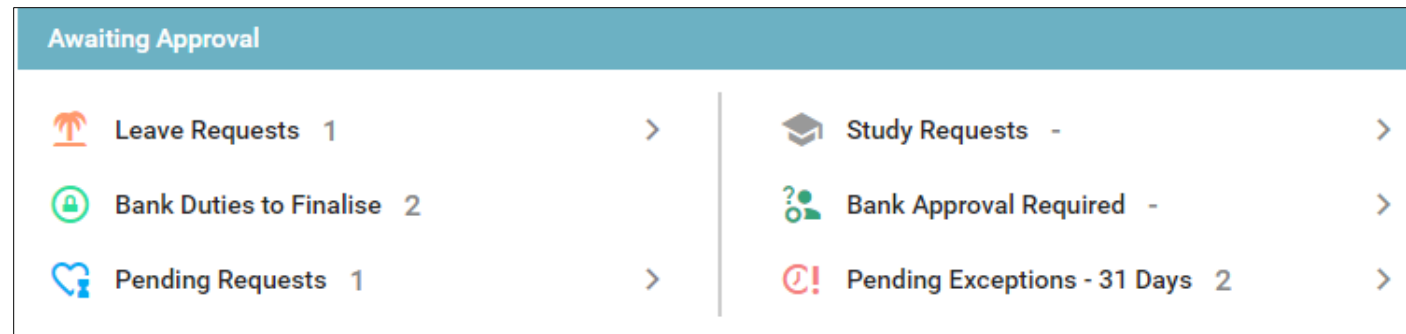 Awaiting Approval
Leave Requests 1
Bank Duties to Finalise 2
Pending Requests 1
Study Requests -
Bank Approval Required -
Pending Exceptions - 31 Days 2